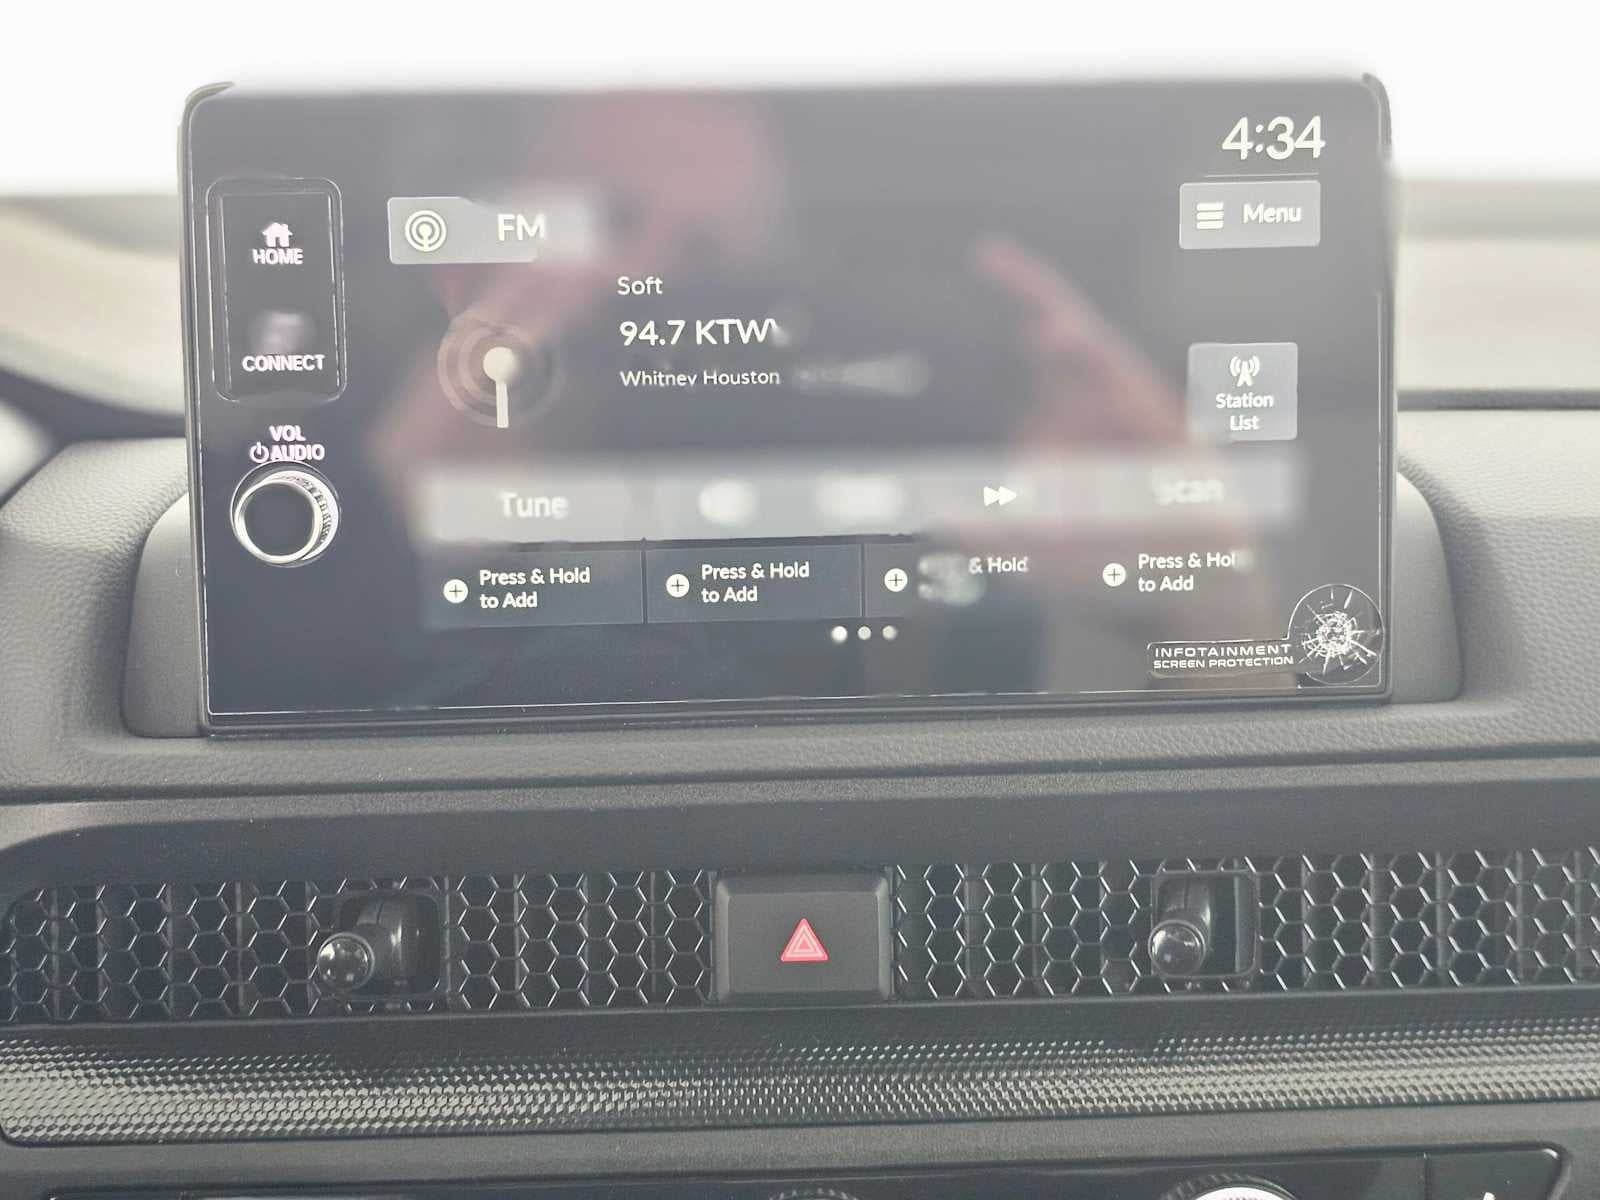 4:34
HOME
FM
Menu
Soft
94.7 KTW
CONNECT
Whitney Houston
Station
List
VOL
AUDIO
Tune
Scan
Press & Hold
to Add
Press & Hold
to Add
& Hold
Press & Hol
to Add
INFOTAINMENT
SCREEN PROTECTION